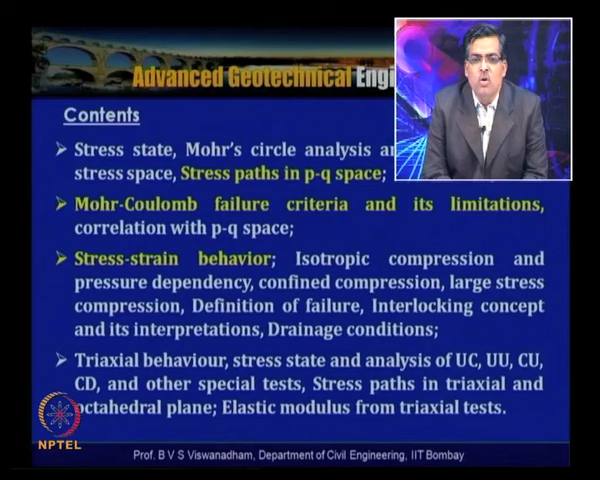 Advanced Geotechnical Engi
Contents
➢ Stress state, Mohr's circle analysis
stress space, Stress paths in p-q space;
➢ Mohr-Coulomb failure criteria and its limitations,
correlation with p-q space;
➢ Stress-strain behavior; Isotropic compression and
pressure dependency, confined compression, large stress
compression, Definition of failure, Interlocking concept
and its interpretations, Drainage conditions;
➢ Triaxial behaviour, stress state and analysis of UC, UU, CU,
CD, and other special tests, Stress paths in triaxial and
octahedral plane; Elastic modulus from triaxial tests.
NPTEL
Prof. B V S Viswanadham, Department of Civil Engineering, IIT Bombay